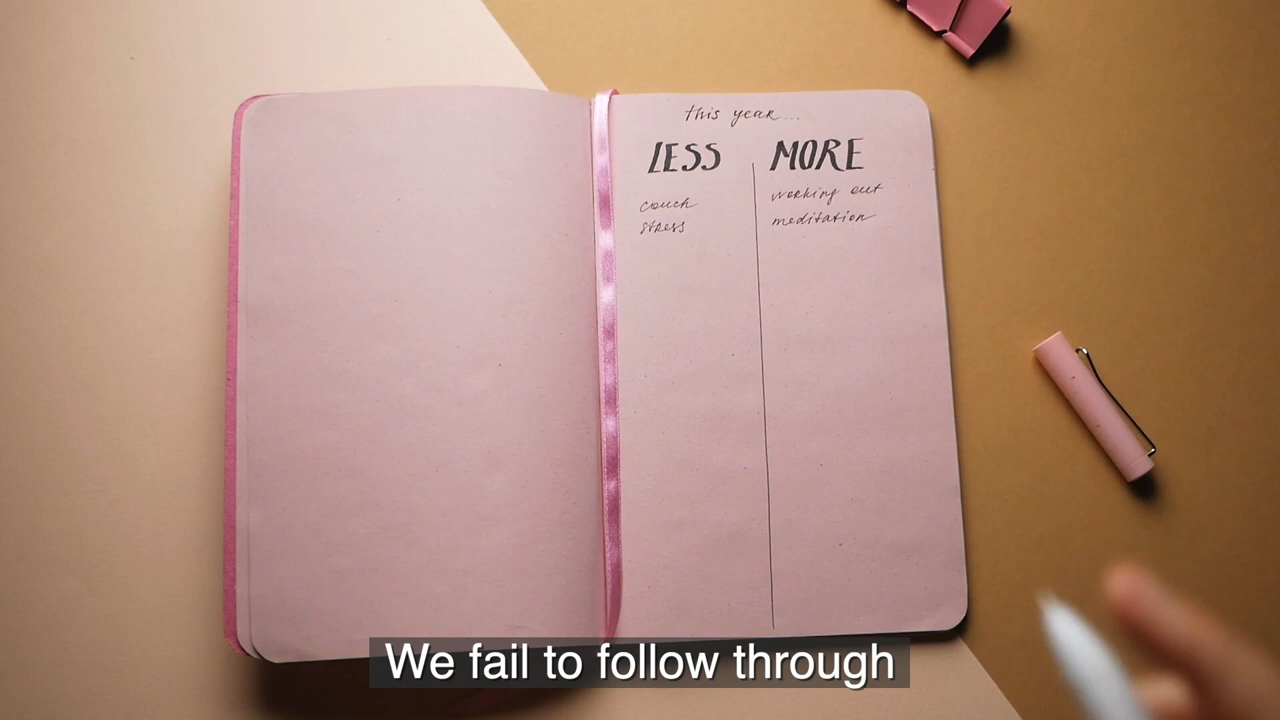 this year...
LESS MORE
couch working out
stress meditation
We fail to follow through